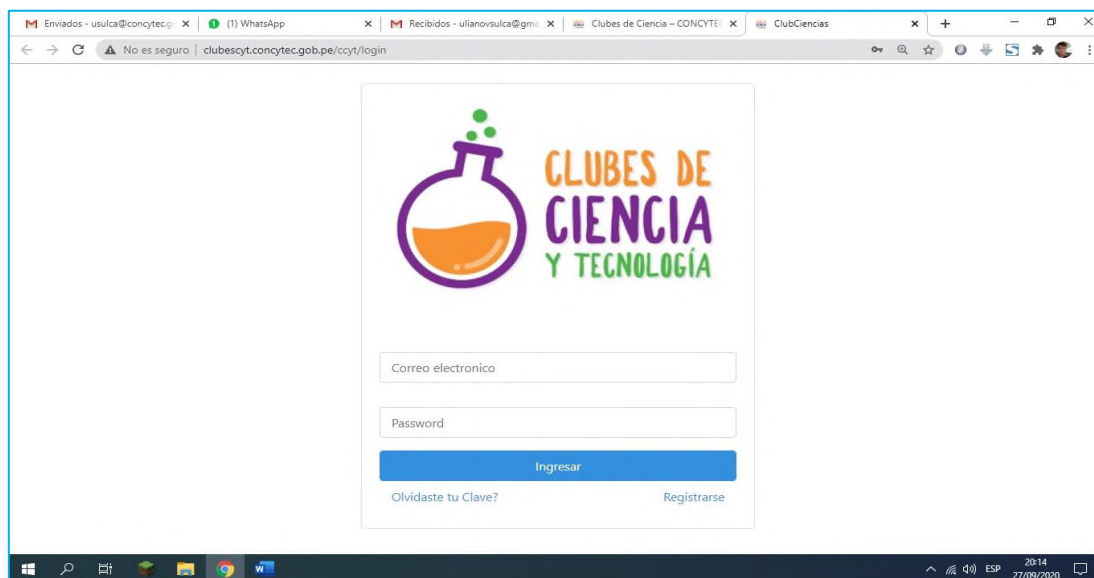 Enviados - usulca@concytec.g
(1) WhatsApp
Recibidos - ulianovsulca@gma
Clubes de Ciencia – CONCYTE
ClubCiencias
No es seguro | clubescyt.concytec.gob.pe/ccyt/login
CLUBES DE
CIENCIA
Y TECNOLOGÍA
Correo electronico
Password
Ingresar
Olvidaste tu Clave?
Registrarse
ESP
20:14
27/09/2020